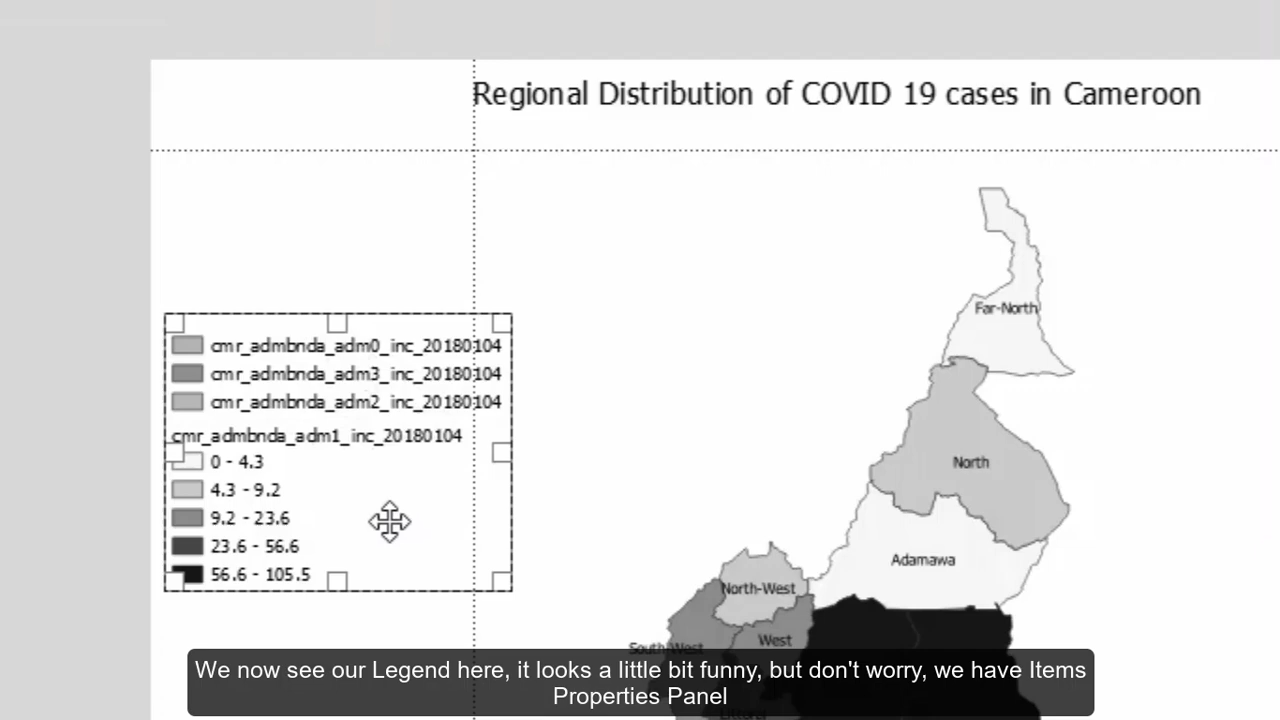 Regional Distribution of COVID 19 cases in Cameroon
Far-North
cmr_admbnda_adm0_inc_20180104
cmr_admbnda_adm3_inc_20180104
cmr_admbnda_adm2_inc_20180104
cmr_admbnda_adm1_inc_20180104
0 - 4.3
4.3 - 9.2
9.2 - 23.6
23.6 - 56.6
56.6 - 105.5
North
Adamawa
North-West
West
South-West
We now see our Legend here, it looks a little bit funny, but don't worry, we have Items
Properties Panel
Littoral